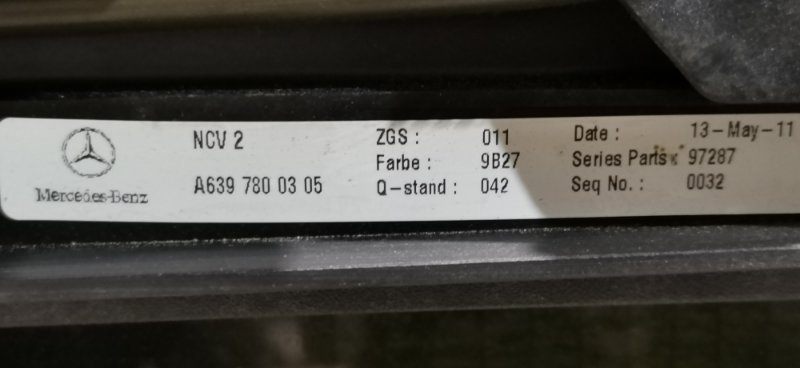 NCV 2 ZGS : 011 Date : 13-May-11
Farbe : 9B27 Series Parts 97287
Mercedes-Benz A639 780 03 05 Q-stand : 042 Seq No. : 0032